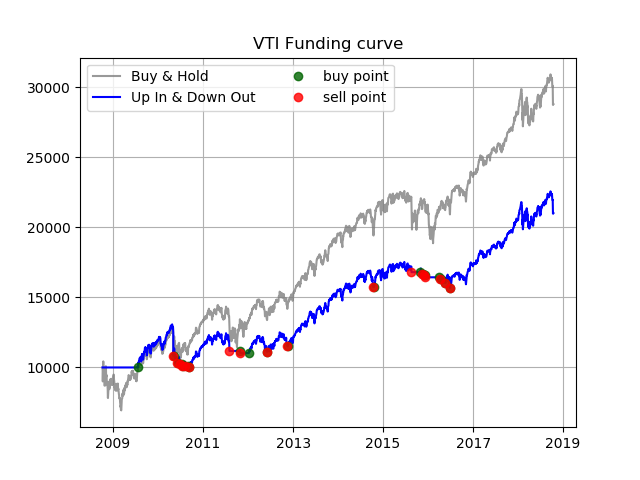 VTI Funding curve
Buy & Hold
Up In & Down Out
buy point
sell point
30000
25000
20000
15000
10000
2009
2011
2013
2015
2017
2019